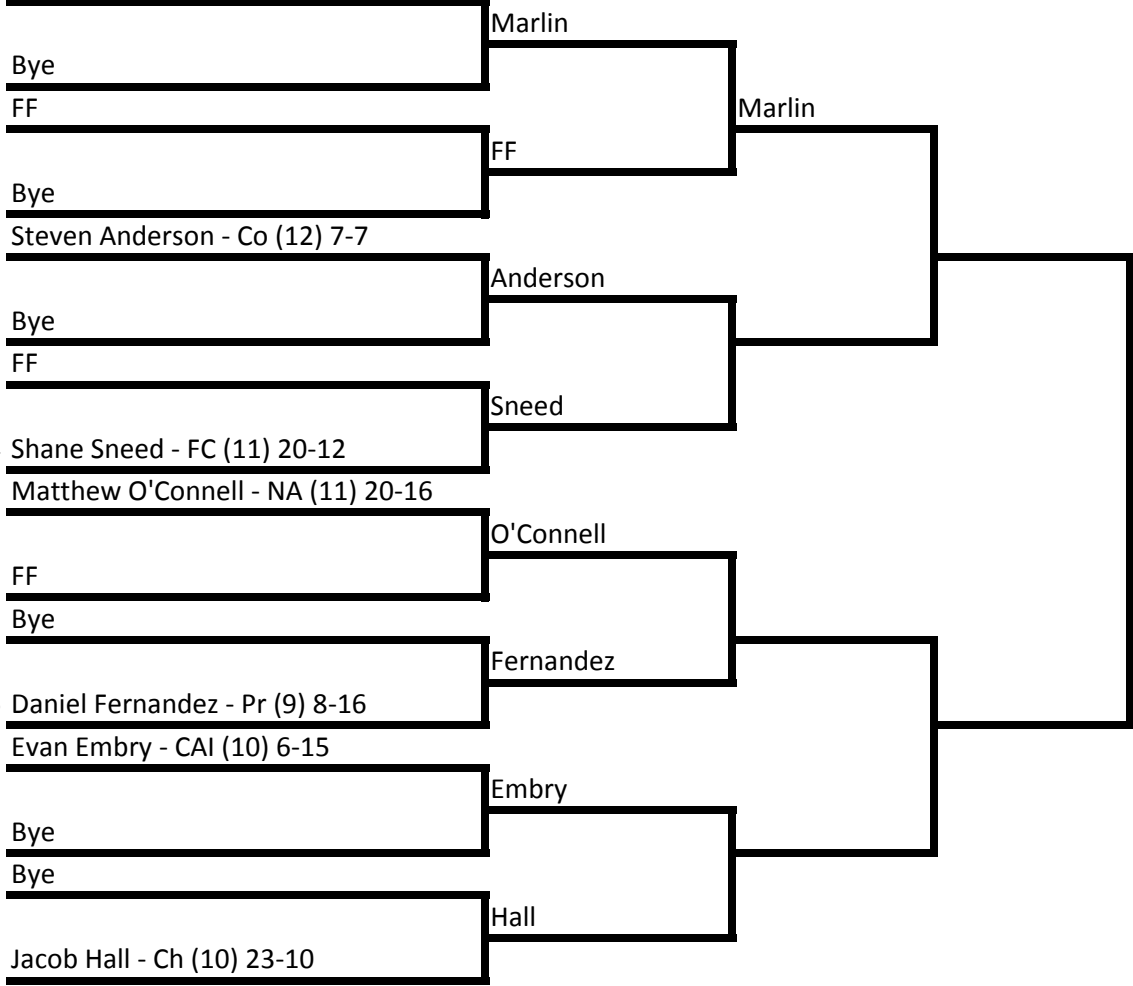 Marlin
Bye
FF
Marlin
FF
Bye
Steven Anderson - Co (12) 7-7
Anderson
Bye
FF
Sneed
Shane Sneed - FC (11) 20-12
Matthew O'Connell - NA (11) 20-16
O'Connell
FF
Bye
Fernandez
Daniel Fernandez - Pr (9) 8-16
Evan Embry - CAI (10) 6-15
Embry
Bye
Bye
Hall
Jacob Hall - Ch (10) 23-10